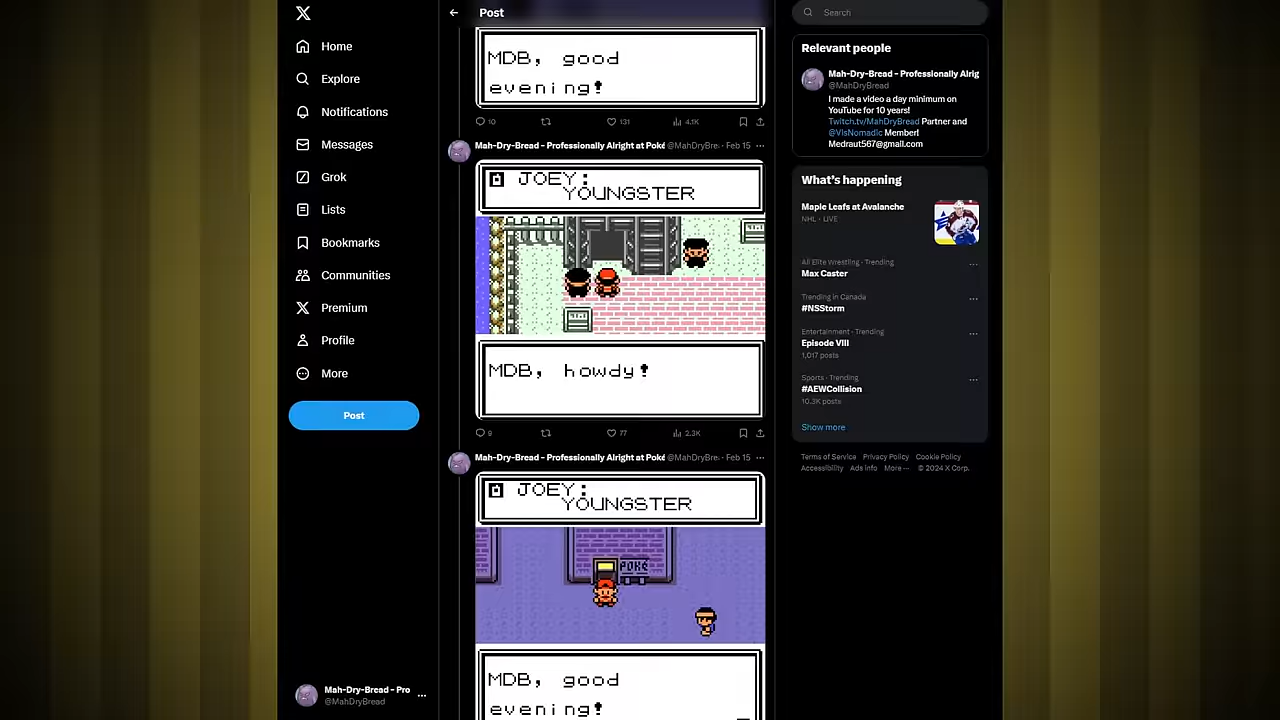 Home
Explore
Notifications
Messages
Grok
Lists
Bookmarks
Communities
Premium
Profile
More
Post
Mah-Dry-Bread - Pro
@MahDryBread
Post
MDB, good
evening!
10
131
4.1K
Mah-Dry-Bread - Professionally Alright at Poké @MahDryBre... · Feb 15
JOEY:
YOUNGSTER
MDB, howdy!
9
77
2.3K
Mah-Dry-Bread - Professionally Alright at Poké @MahDryBre... · Feb 15
JOEY:
YOUNGSTER
POKé
MDB, good
evening!
Search
Relevant people
Mah-Dry-Bread - Professionally Alrig
@MahDryBread
I made a video a day minimum on
YouTube for 10 years!
Twitch.tv/MahDryBread Partner and
@VIsNomadic Member!
Medraut567@gmail.com
What's happening
Maple Leafs at Avalanche
NHL · LIVE
All Elite Wrestling · Trending
Max Caster
Trending in Canada
#NSStorm
Entertainment · Trending
Episode VIII
1,017 posts
Sports · Trending
#AEWCollision
10.3K posts
Show more
Terms of Service Privacy Policy Cookie Policy
Accessibility Ads info More ··· © 2024 X Corp.